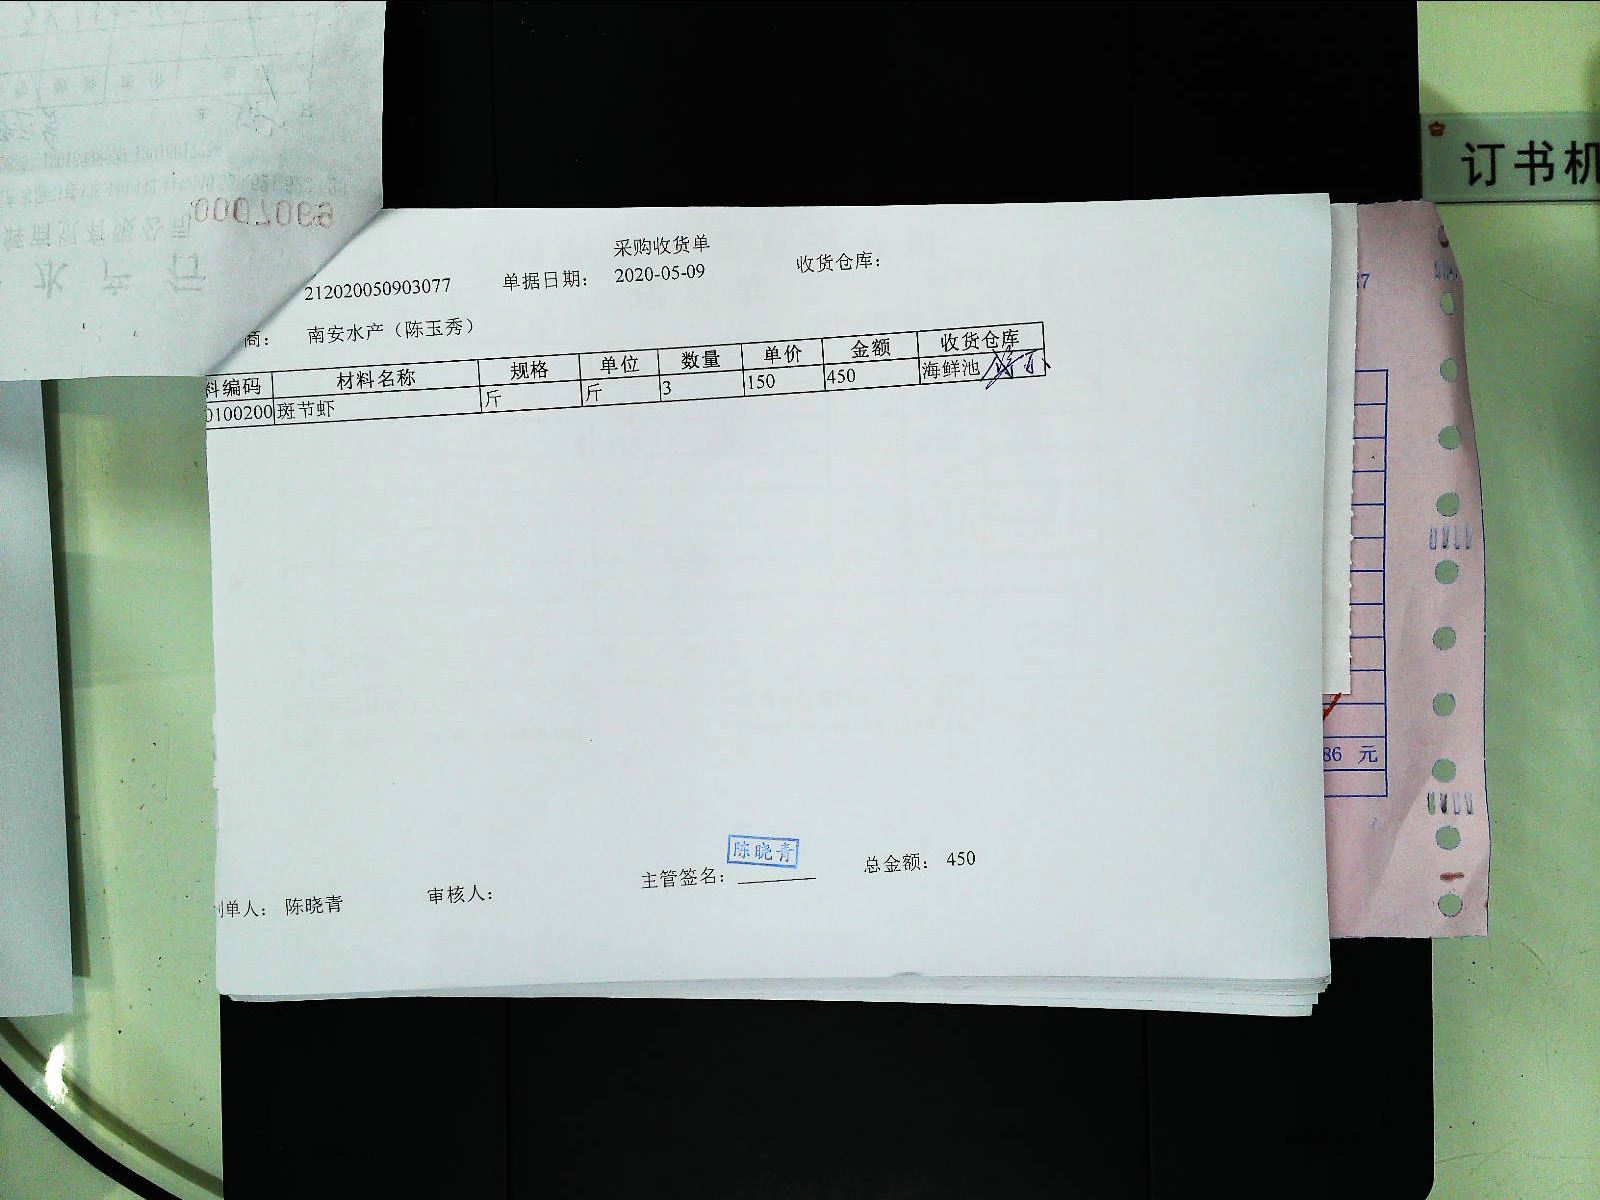 采购收货单
212020050903077 单据日期: 2020-05-09 收货仓库:
商: 南安水产（陈玉秀）
料编码 材料名称 规格 单位 数量 单价 金额 收货仓库
0100200 斑节虾 斤 斤 3 150 450 海鲜池
陈晓青
制单人: 陈晓青 审核人: 主管签名: 总金额: 450
订书机
0007069
水产行
86 元